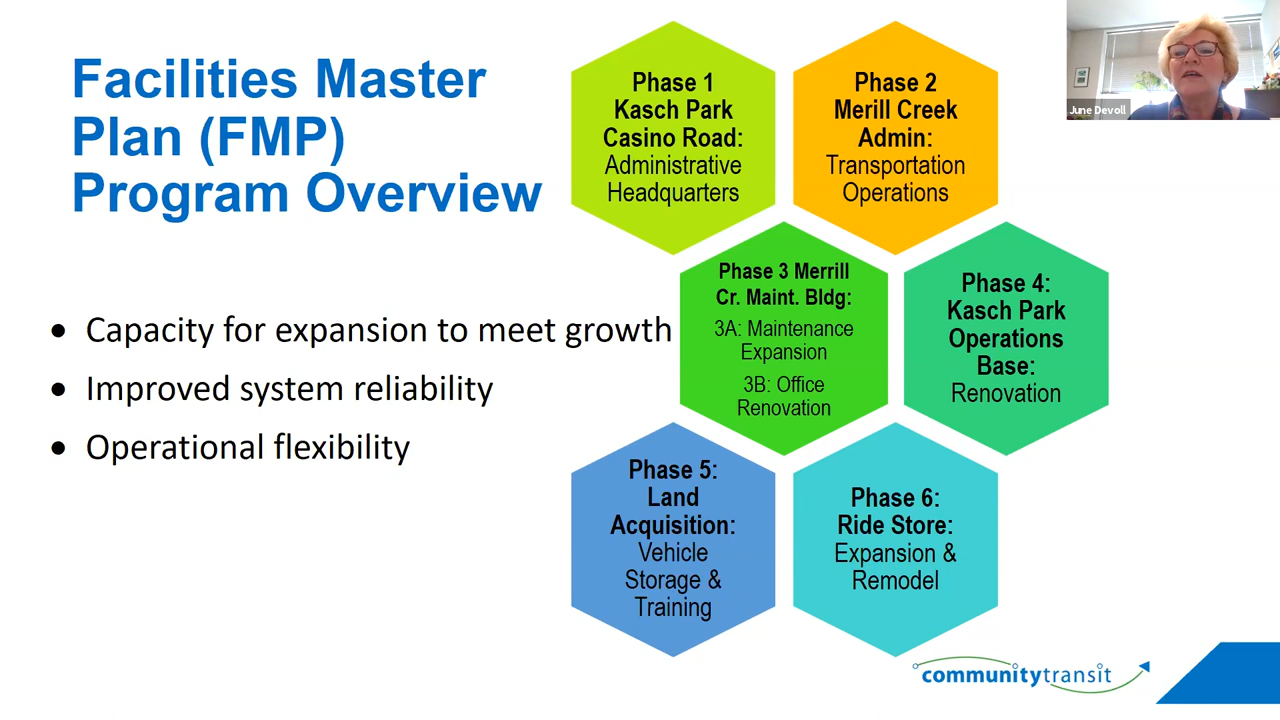 Facilities Master
Plan (FMP)
Program Overview
Capacity for expansion to meet growth
Improved system reliability
Operational flexibility
Phase 1
Kasch Park
Casino Road:
Administrative
Headquarters
Phase 2
Merill Creek
Admin:
Transportation
Operations
Phase 3 Merrill
Cr. Maint. Bldg:
3A: Maintenance
Expansion
3B: Office
Renovation
Phase 4:
Kasch Park
Operations
Base:
Renovation
Phase 5:
Land
Acquisition:
Vehicle
Storage &
Training
Phase 6:
Ride Store:
Expansion &
Remodel
June Devoll
communitytransit